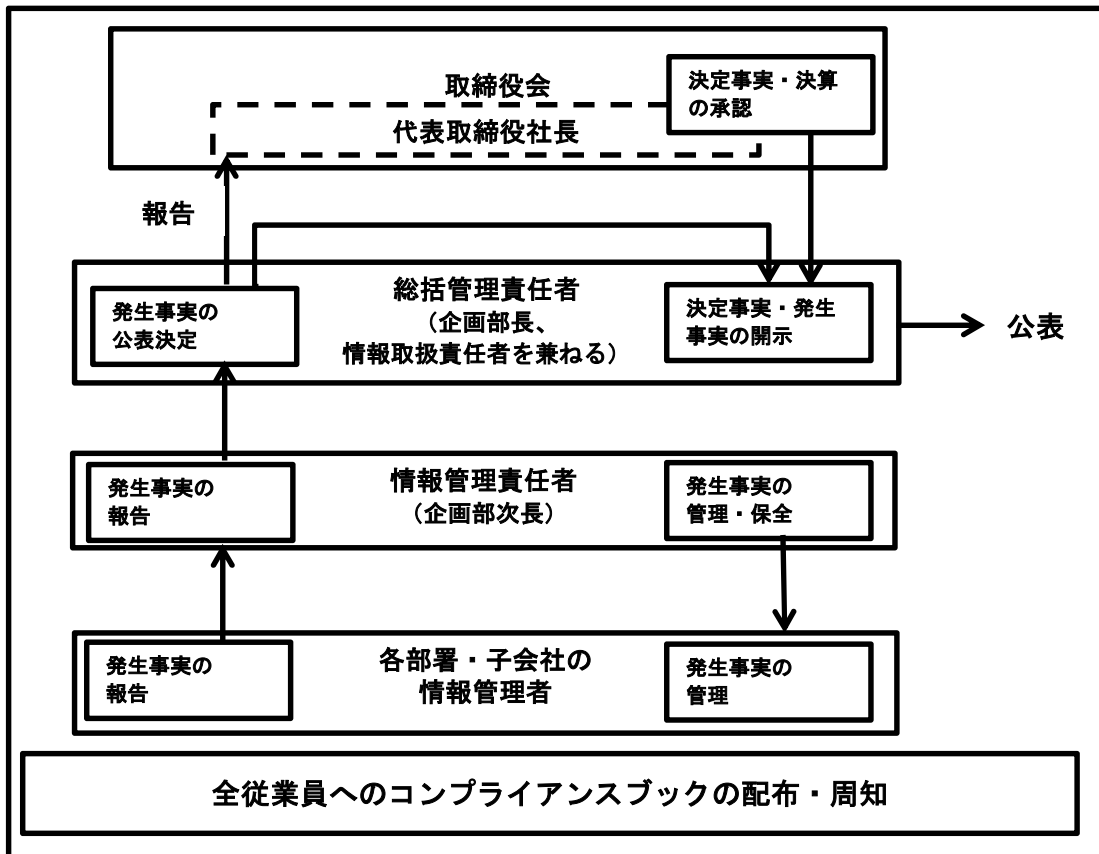 取締役会
代表取締役社長
決定事実・決算
の承認
報告
発生事実の
公表決定
総括管理責任者
（企画部長、
情報取扱責任者を兼ねる）
決定事実・発生
事実の開示
公表
発生事実の
報告
情報管理責任者
（企画部次長）
発生事実の
管理・保全
発生事実の
報告
各部署・子会社の
情報管理者
発生事実の
管理
全従業員へのコンプライアンスブックの配布・周知